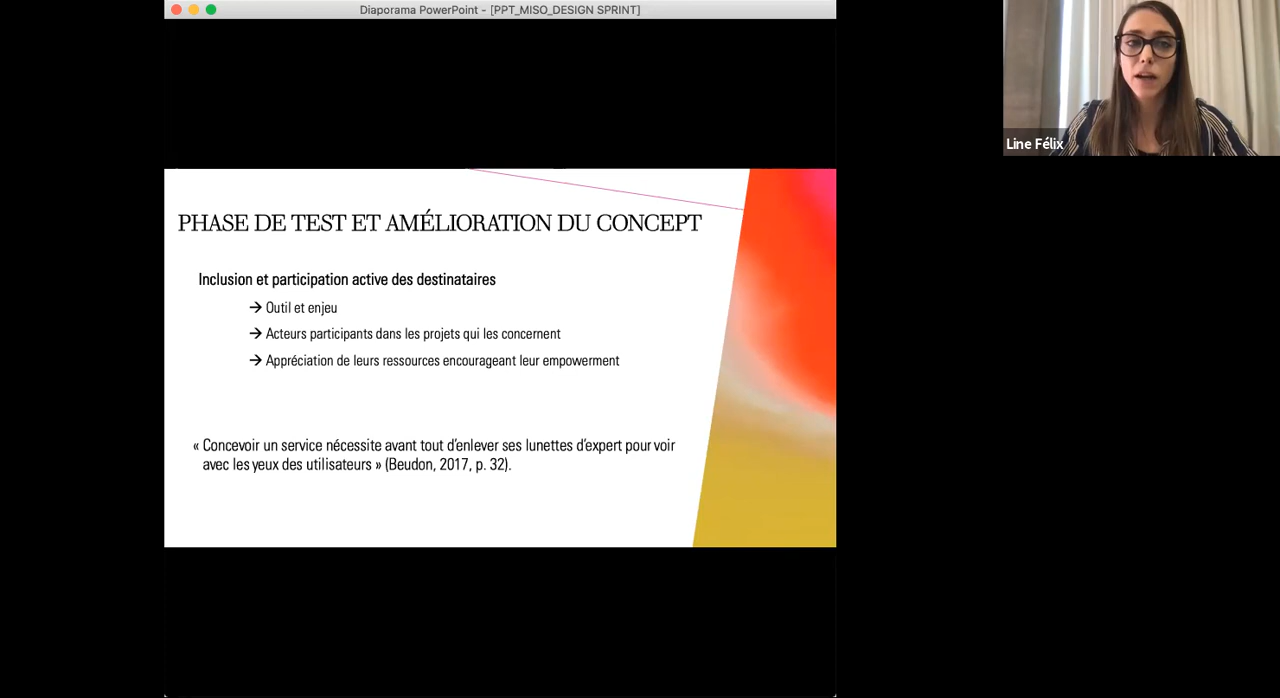 Diaporama PowerPoint - [PPT_MISO_DESIGN SPRINT]
Line Félix
PHASE DE TEST ET AMÉLIORATION DU CONCEPT
Inclusion et participation active des destinataires
→ Outil et enjeu
→ Acteurs participants dans les projets qui les concernent
→ Appréciation de leurs ressources encourageant leur empowerment
« Concevoir un service nécessite avant tout d'enlever ses lunettes d'expert pour voir
avec les yeux des utilisateurs » (Beudon, 2017, p. 32).